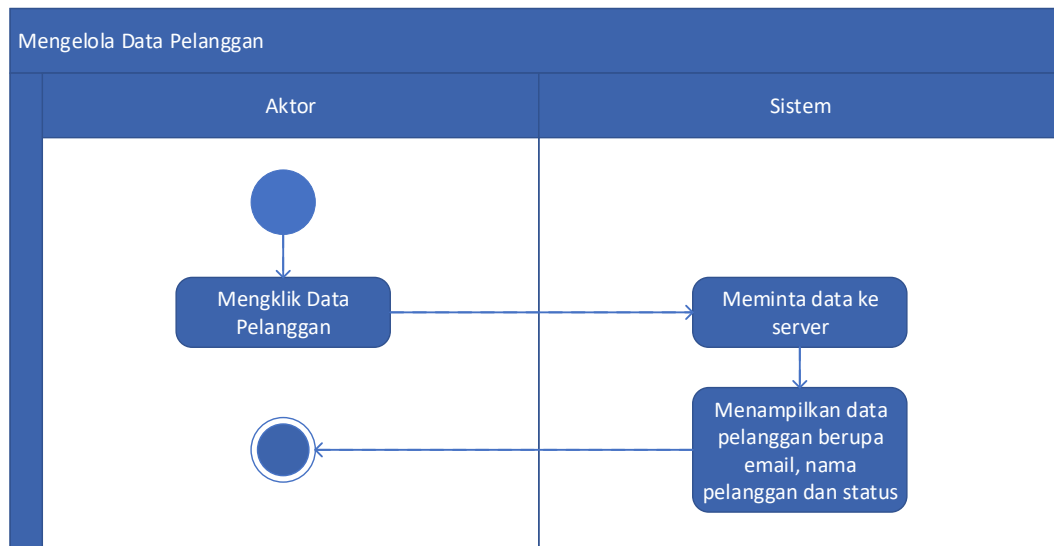 Mengelola Data Pelanggan
Aktor
Sistem
Mengklik Data
Pelanggan
Meminta data ke
server
Menampilkan data
pelanggan berupa
email, nama
pelanggan dan status